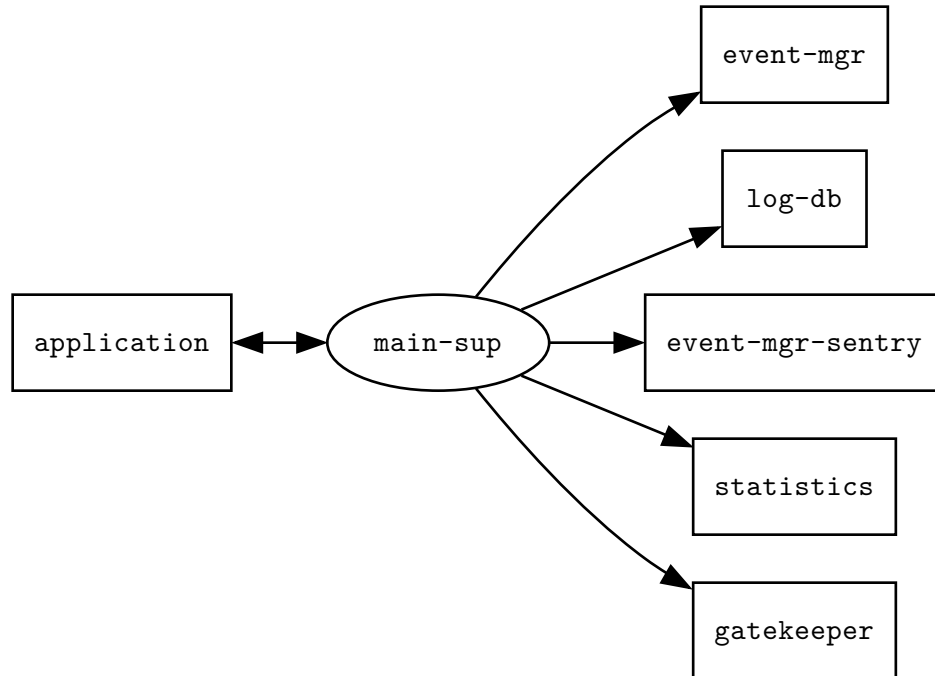 event-mgr
log-db
application
main-sup
event-mgr-sentry
statistics
gatekeeper